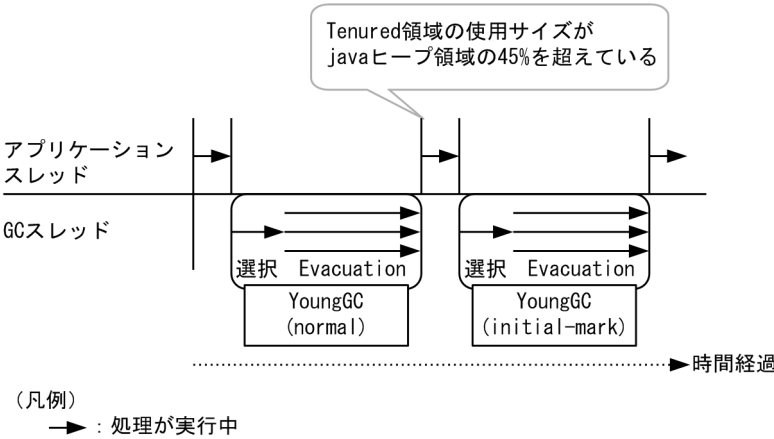 Tenured領域の使用サイズが
javaヒープ領域の45%を超えている
アプリケーション
スレッド
GCスレッド
選択 Evacuation 選択 Evacuation
YoungGC
(normal)
YoungGC
(initial-mark)
時間経過
(凡例)
：処理が実行中